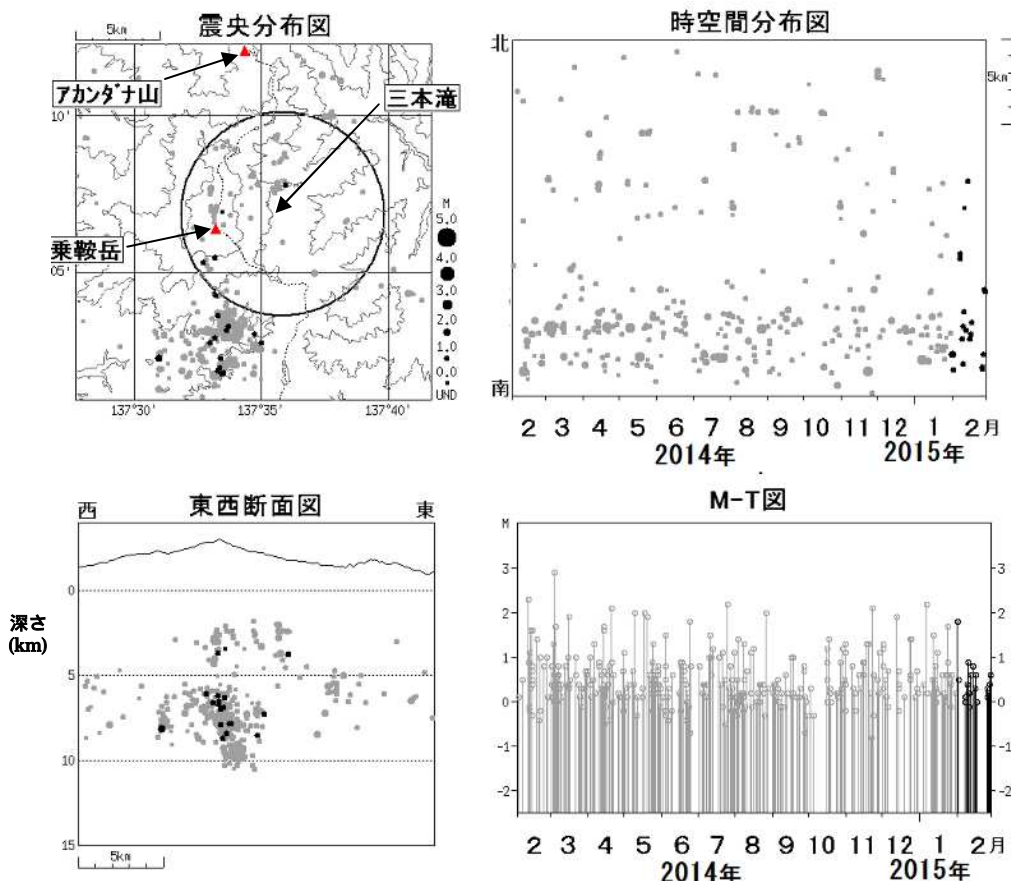 5km
震央分布図
アカンダナ山
三本滝
10'
乗鞍岳
05'
M
5.0
4.0
3.0
2.0
1.0
0.0
UND
137°30' 137°35' 137°40'
時空間分布図
北
5km
南
2 3 4 5 6 7 8 9 10 11 12 1 2月
2014年 2015年
東西断面図
西 東
深さ
(km)
0
5
10
15
5km
M-T図
M
3 3
2 2
1 1
0 0
-1 -1
-2 -2
2 3 4 5 6 7 8 9 10 11 12 1 2月
2014年 2015年